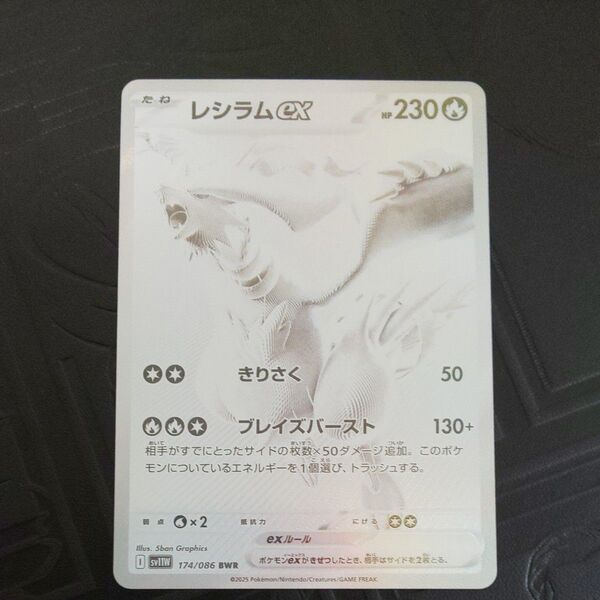 たね
レシラムex HP230
きりさく 50
ブレイズバースト 130+
相手がすでにとったサイドの枚数×50ダメージ追加。このポケ
モンについているエネルギーを1個選び、トラッシュする。
弱点 ×2 抵抗力 にげる
exルール
ポケモンexがきぜつしたとき、相手はサイドを2枚とる。
Illus. 5ban Graphics
I SV11W 174/086 BWR
©2025 Pokémon/Nintendo/Creatures/GAME FREAK.